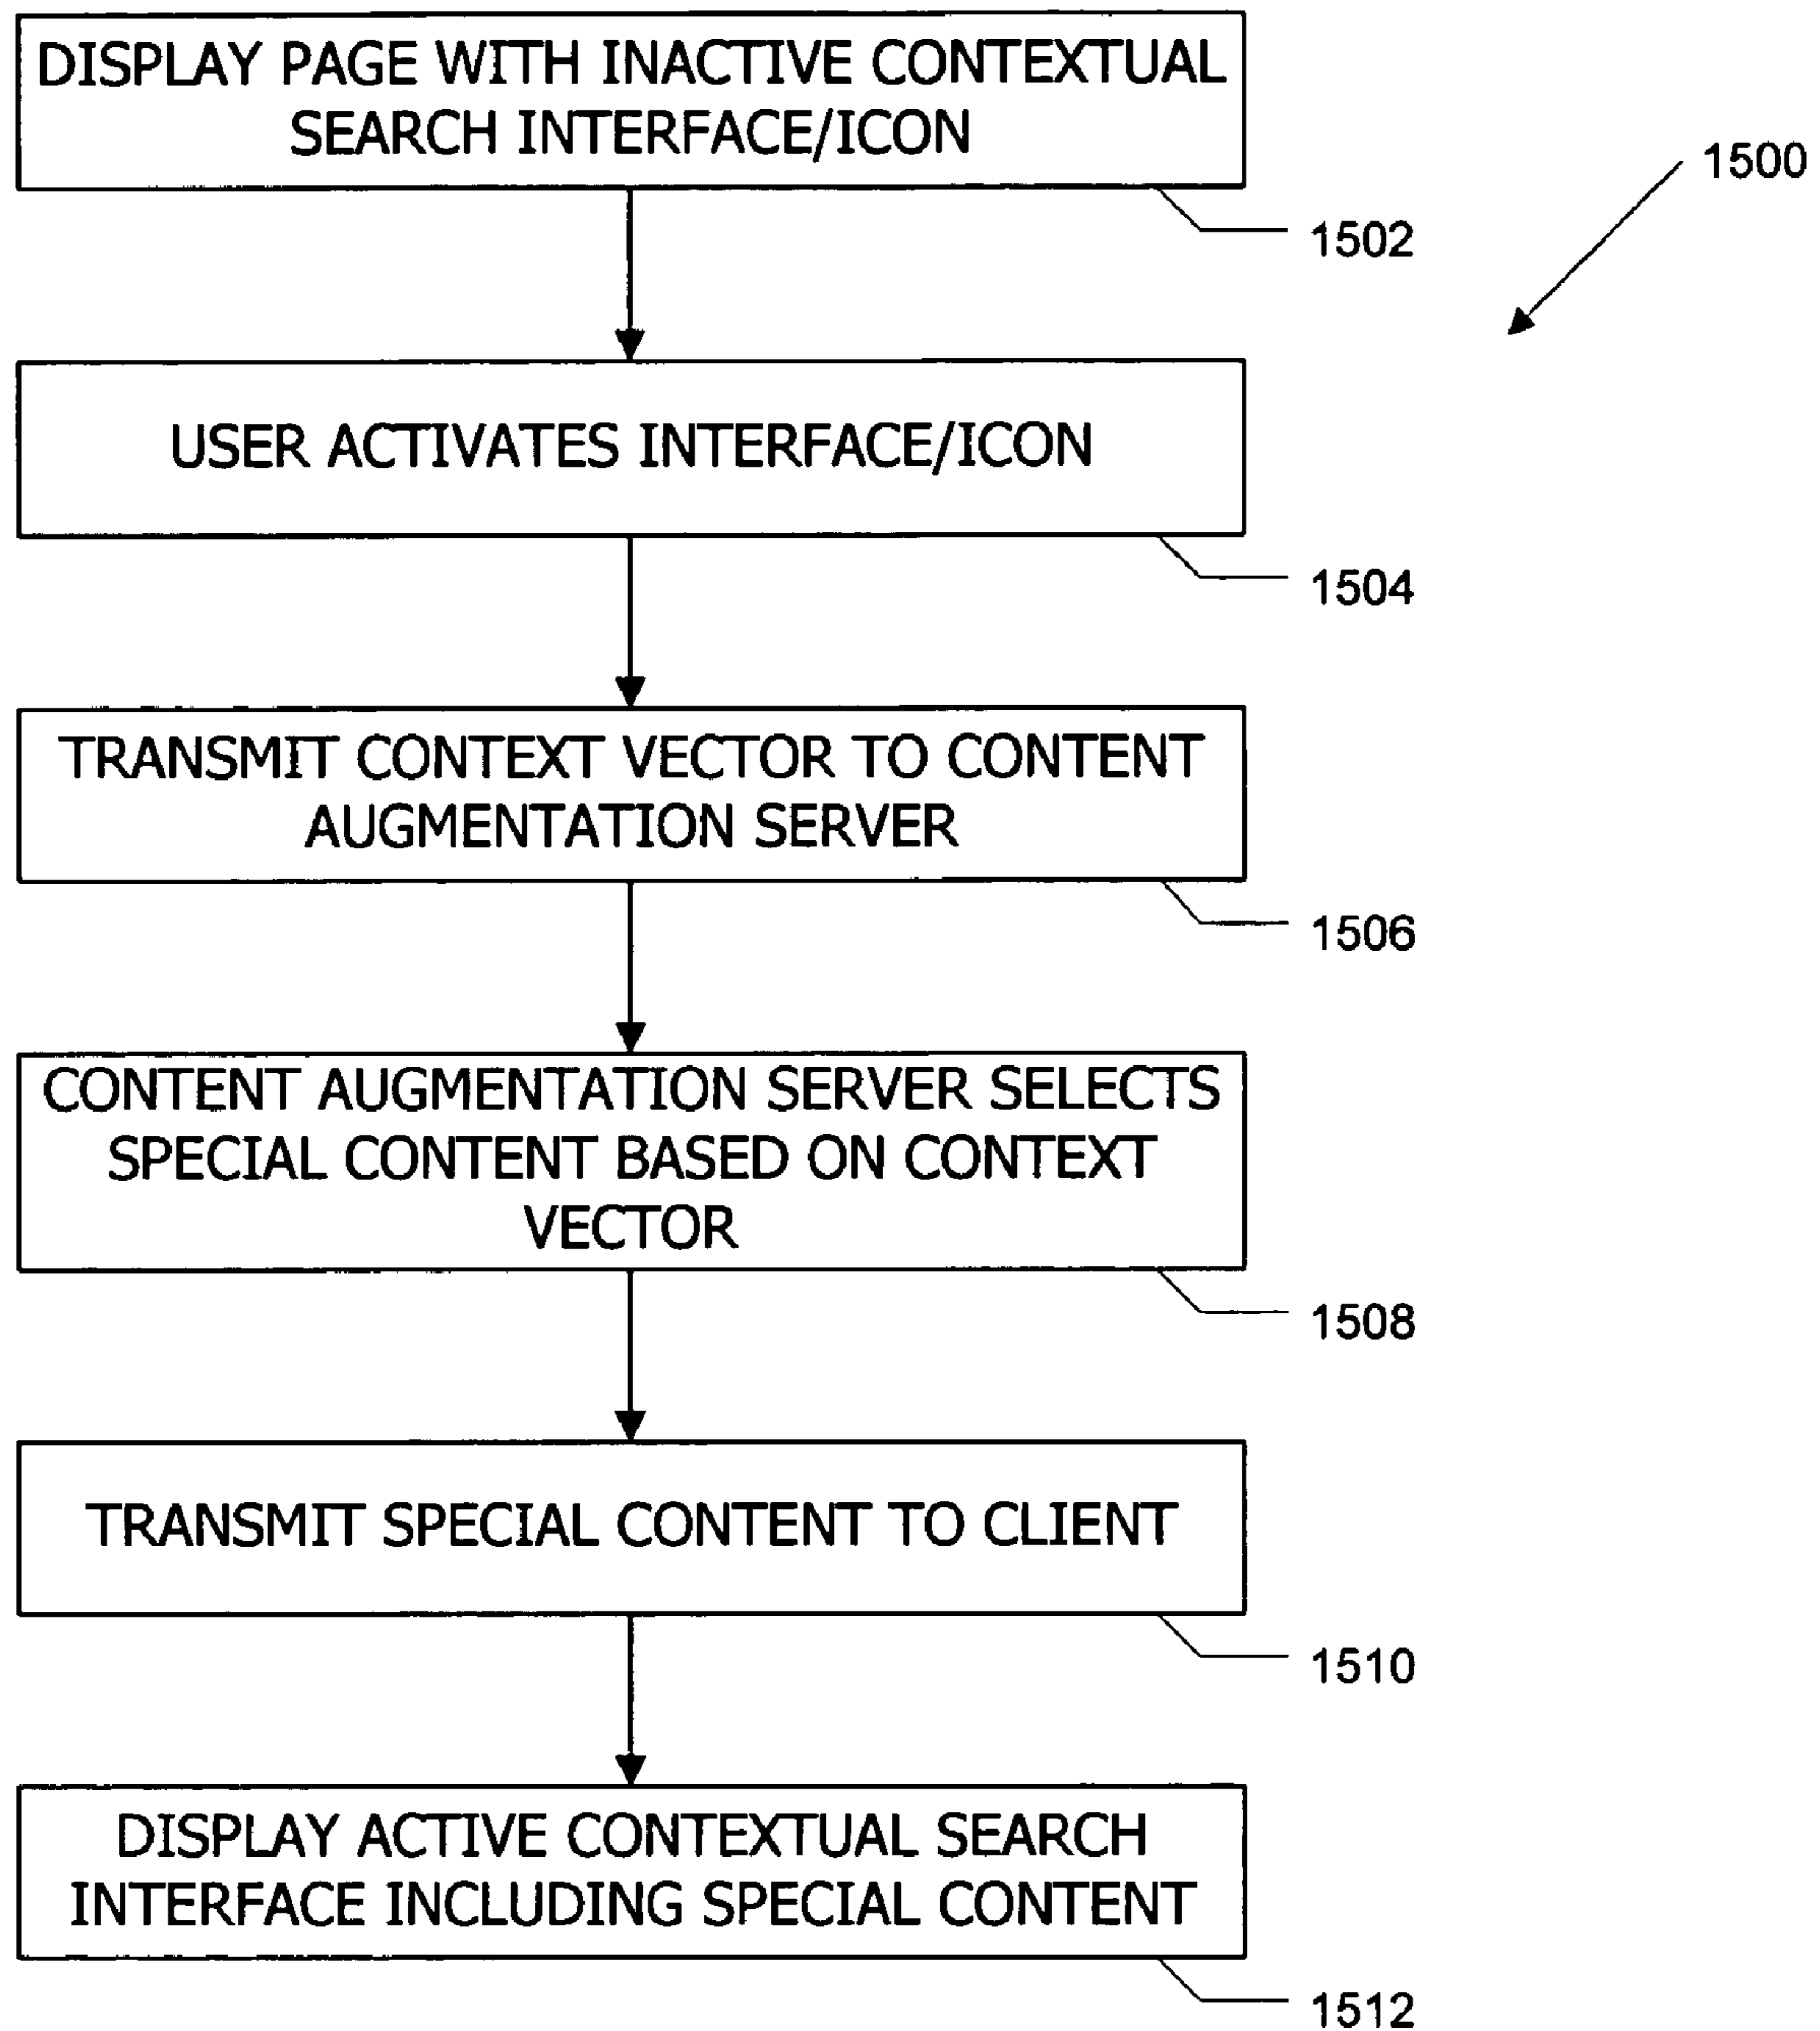 DISPLAY PAGE WITH INACTIVE CONTEXTUAL
SEARCH INTERFACE/ICON
1500
1502
USER ACTIVATES INTERFACE/ICON
1504
TRANSMIT CONTEXT VECTOR TO CONTENT
AUGMENTATION SERVER
1506
CONTENT AUGMENTATION SERVER SELECTS
SPECIAL CONTENT BASED ON CONTEXT
VECTOR
1508
TRANSMIT SPECIAL CONTENT TO CLIENT
1510
DISPLAY ACTIVE CONTEXTUAL SEARCH
INTERFACE INCLUDING SPECIAL CONTENT
1512